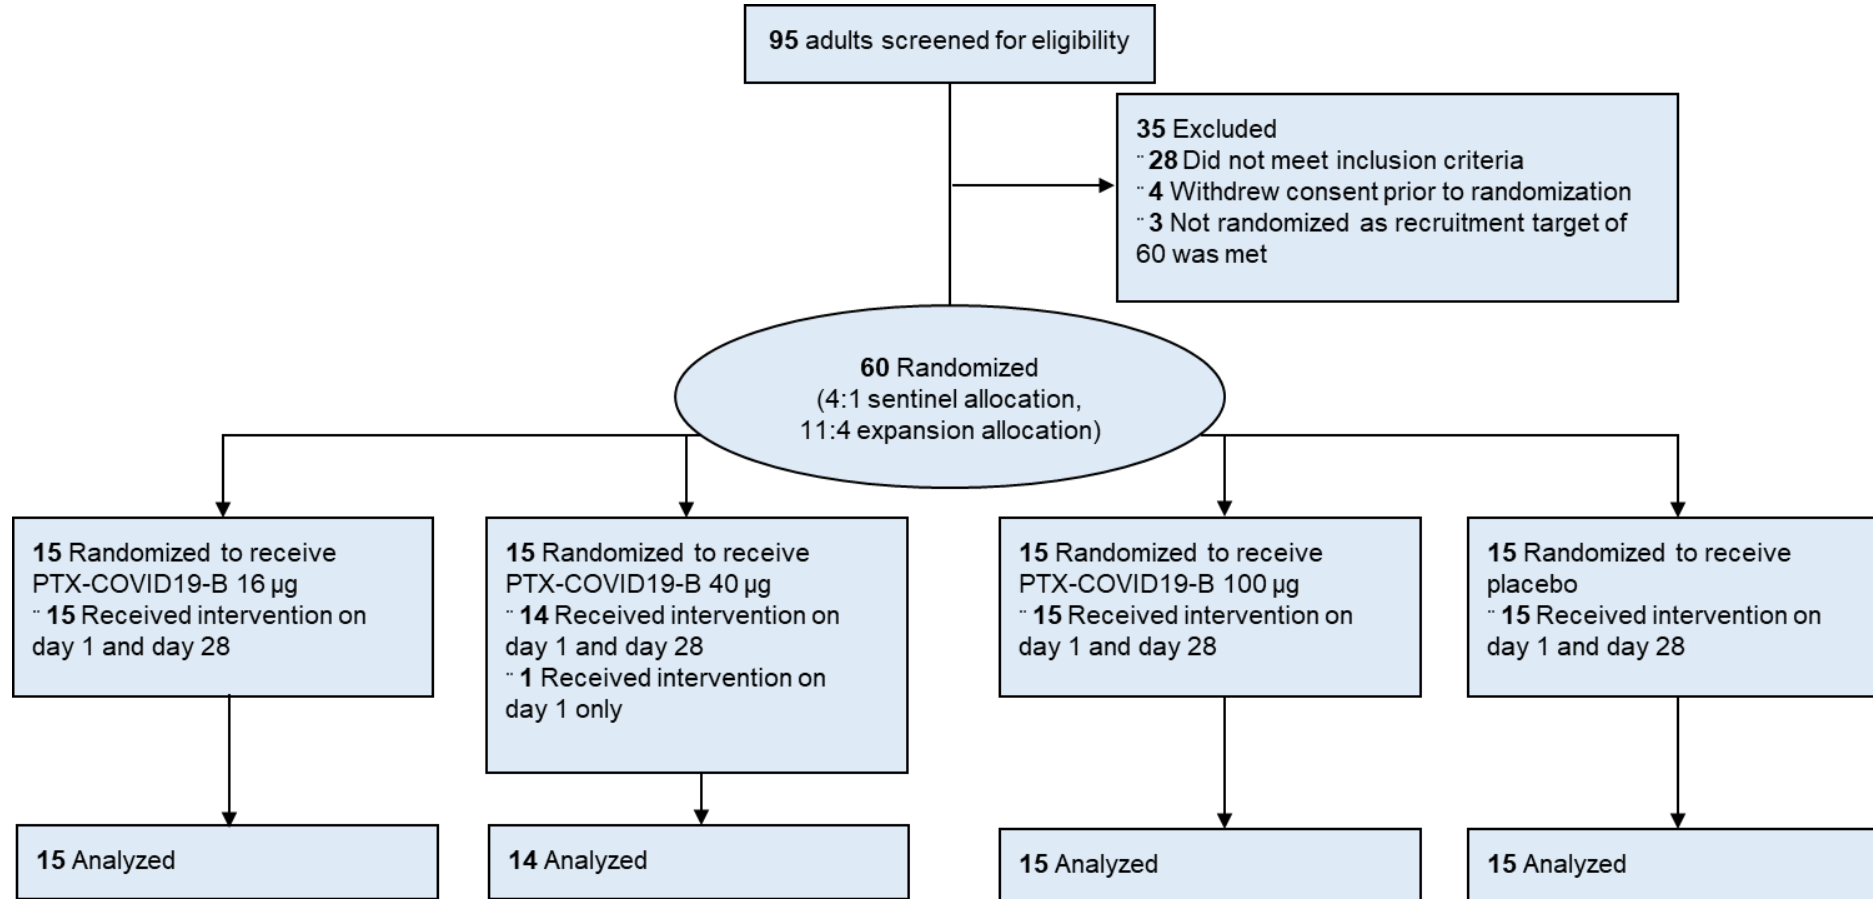 95 adults screened for eligibility
35 Excluded
¨ 28 Did not meet inclusion criteria
¨ 4 Withdrew consent prior to randomization
¨ 3 Not randomized as recruitment target of
60 was met
60 Randomized
(4:1 sentinel allocation,
11:4 expansion allocation)
15 Randomized to receive
PTX-COVID19-B 16 µg
¨ 15 Received intervention on
day 1 and day 28
15 Randomized to receive
PTX-COVID19-B 40 µg
¨ 14 Received intervention on
day 1 and day 28
¨ 1 Received intervention on
day 1 only
15 Randomized to receive
PTX-COVID19-B 100 µg
¨ 15 Received intervention on
day 1 and day 28
15 Randomized to receive
placebo
¨ 15 Received intervention on
day 1 and day 28
15 Analyzed
14 Analyzed
15 Analyzed
15 Analyzed